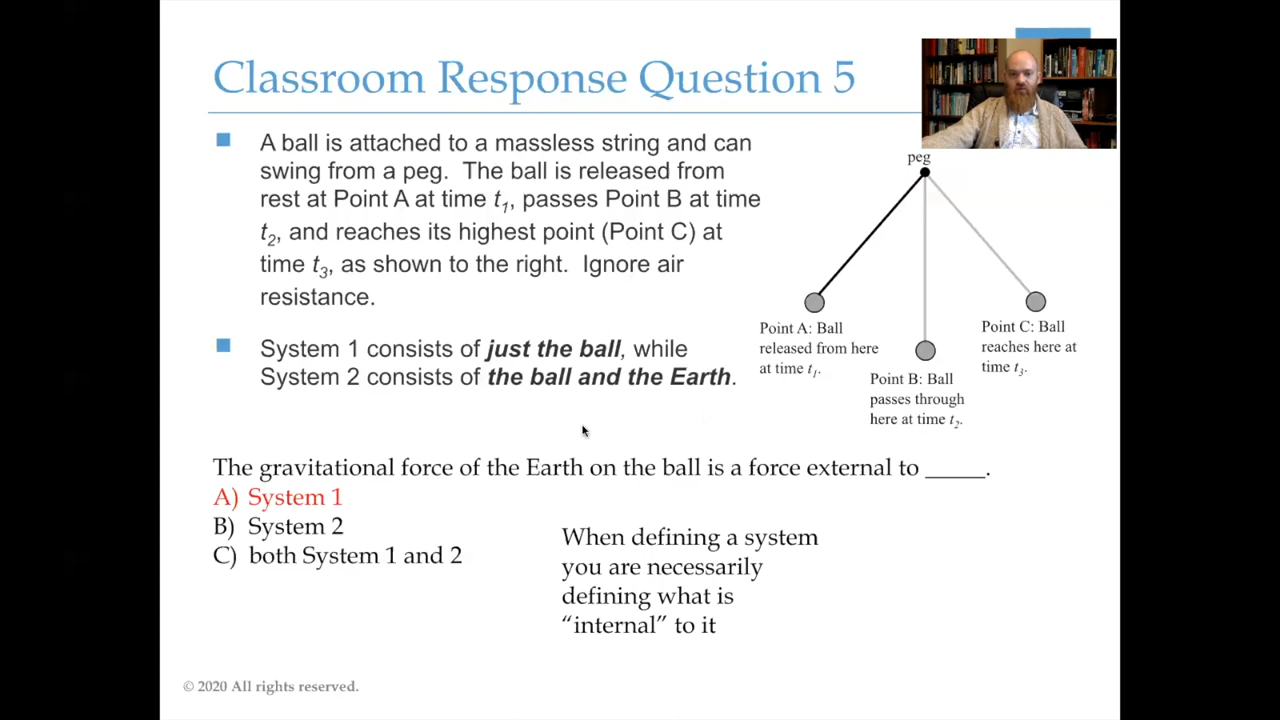 Classroom Response Question 5
A ball is attached to a massless string and can
swing from a peg. The ball is released from
rest at Point A at time t1, passes Point B at time
t2, and reaches its highest point (Point C) at
time t3, as shown to the right. Ignore air
resistance.
System 1 consists of just the ball, while
System 2 consists of the ball and the Earth.
peg
Point A: Ball
released from here
at time t1.
Point B: Ball
passes through
here at time t2.
Point C: Ball
reaches here at
time t3.
The gravitational force of the Earth on the ball is a force external to _____.
A) System 1
B) System 2
C) both System 1 and 2
When defining a system
you are necessarily
defining what is
“internal” to it
© 2020 All rights reserved.